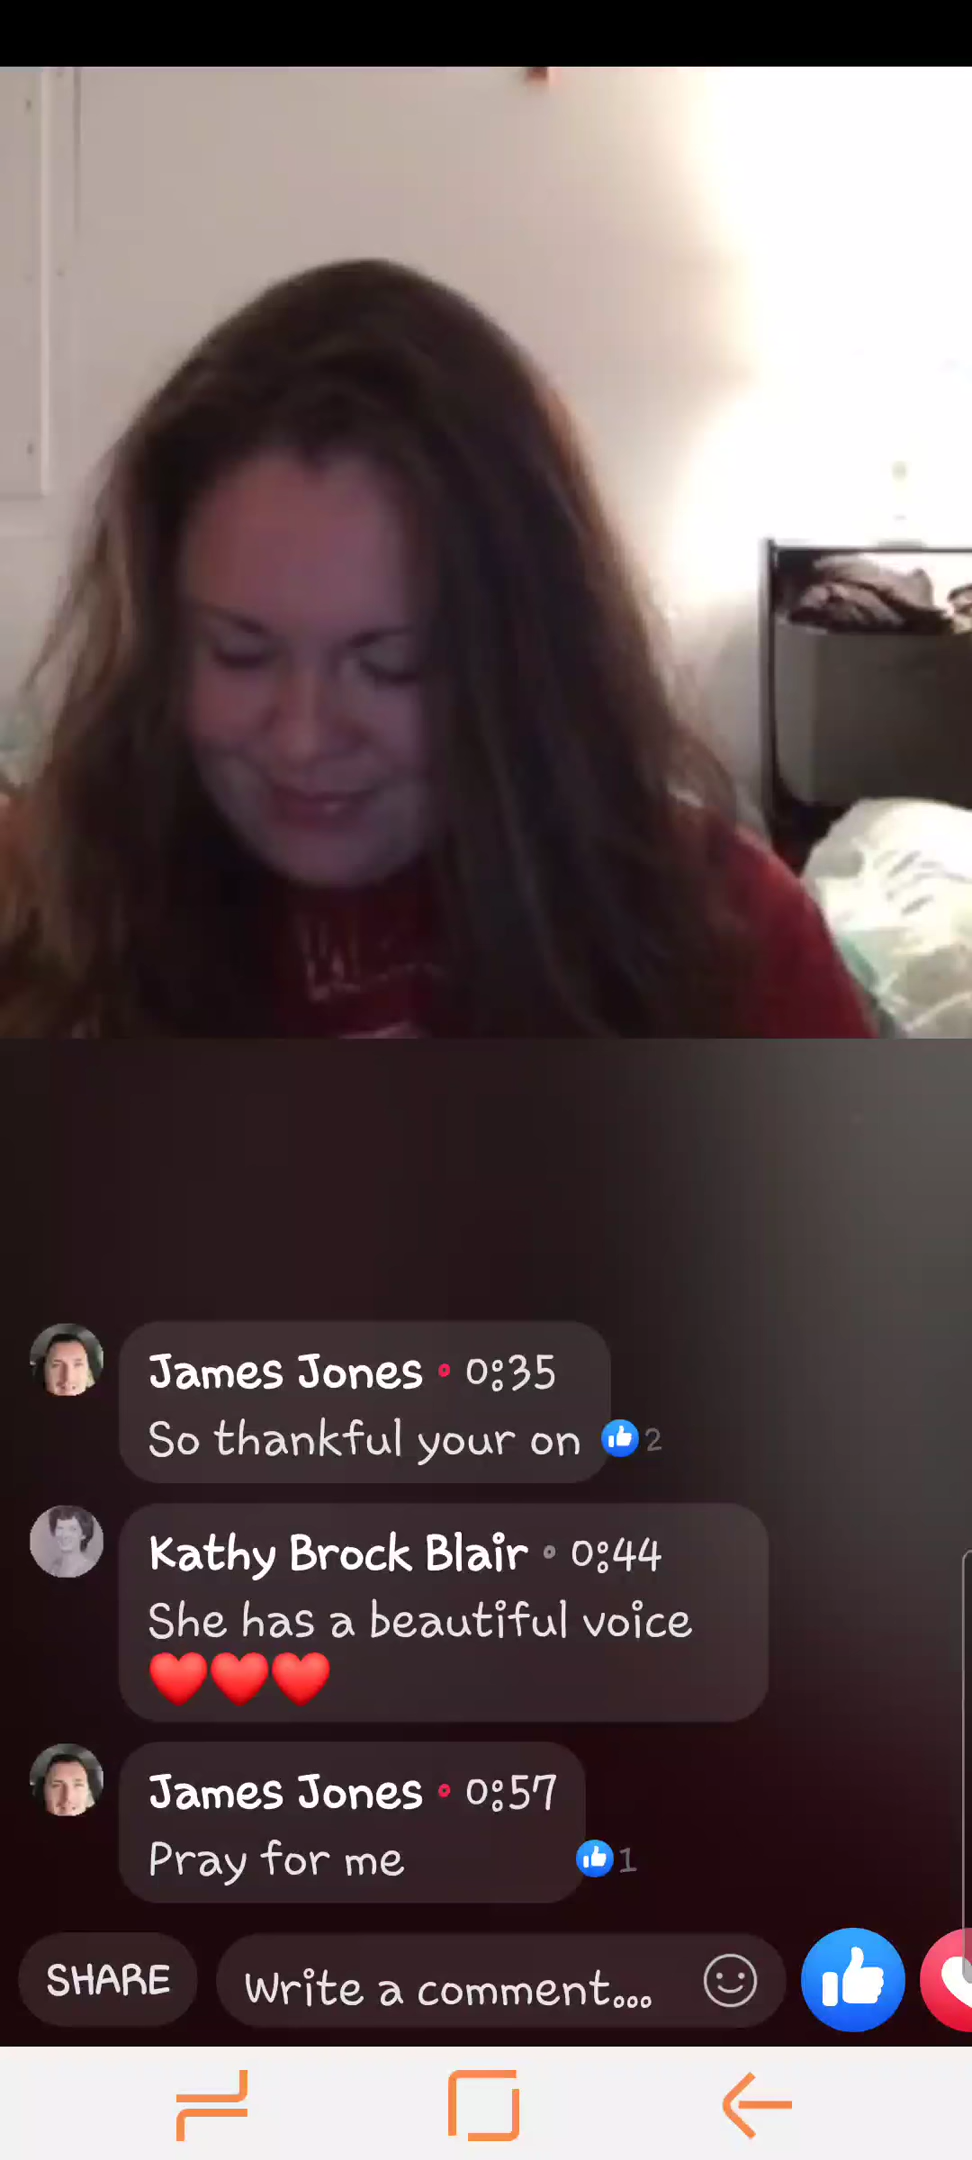 James Jones • 0:35
So thankful your on 2
Kathy Brock Blair • 0:44
She has a beautiful voice
❤️❤️❤️
James Jones • 0:57
Pray for me 1
SHARE
Write a comment...